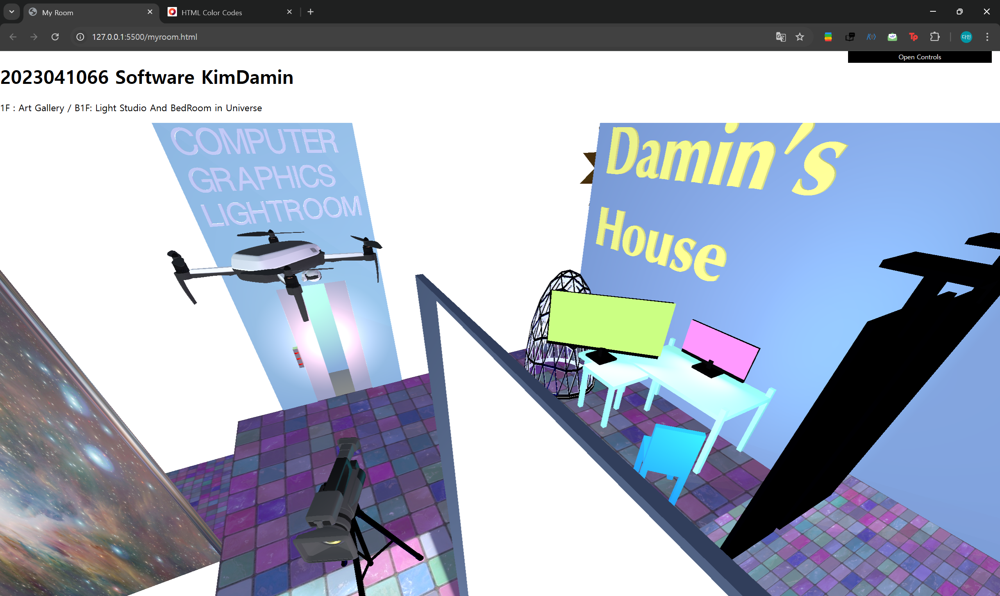 My Room
HTML Color Codes
127.0.0.1:5500/myroom.html
Tp
다민
Open Controls
2023041066 Software KimDamin
1F : Art Gallery / B1F: Light Studio And BedRoom in Universe
COMPUTER
GRAPHICS
LIGHTROOM
Damin's
House